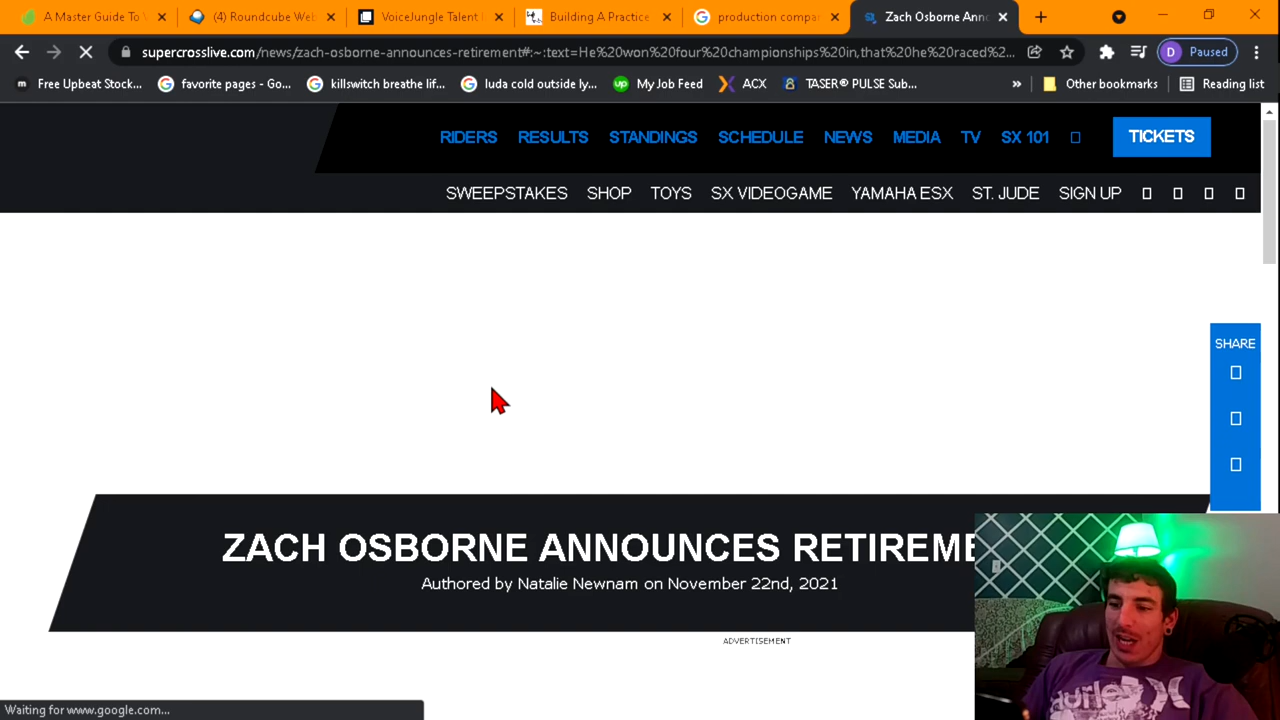 A Master Guide To V
(4) Roundcube Web
VoiceJungle Talent
Building A Practice
production compa
Zach Osborne Ann
supercrosslive.com/news/zach-osborne-announces-retirement#:~:text=He%20won%20four%20championships%20in,that%20he%20raced%2...
D Paused
Free Upbeat Stock...
favorite pages - Go...
killswitch breathe lif...
luda cold outside ly...
My Job Feed
ACX
TASER® PULSE Sub...
»
Other bookmarks
Reading list
RIDERS RESULTS STANDINGS SCHEDULE NEWS MEDIA TV SX 101 TICKETS
SWEEPSTAKES SHOP TOYS SX VIDEOGAME YAMAHA ESX ST. JUDE SIGN UP
SHARE
ZACH OSBORNE ANNOUNCES RETIREME
Authored by Natalie Newnam on November 22nd, 2021
ADVERTISEMENT
Hurley
Waiting for www.google.com...